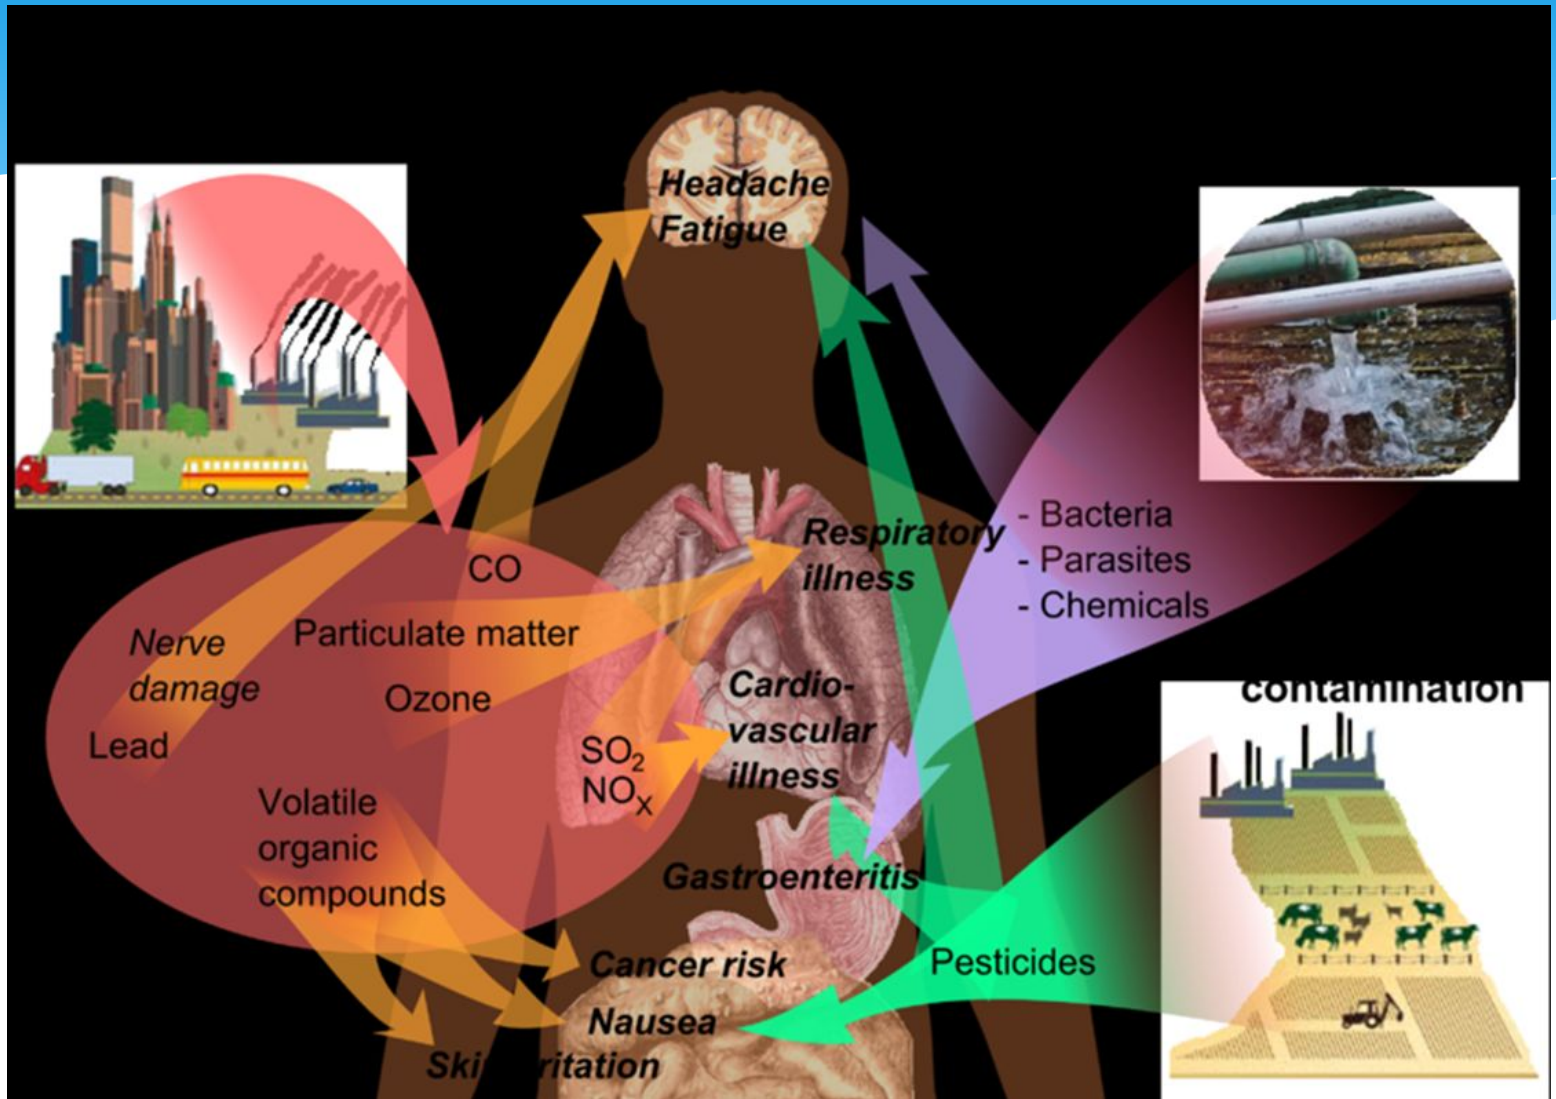 Headache
Fatigue
CO
Respiratory
illness
- Bacteria
- Parasites
- Chemicals
Nerve
damage
Particulate matter
Ozone
Lead
Cardio-
vascular
illness
SO₂
NOₓ
contamination
Volatile
organic
compounds
Gastroenteritis
Pesticides
Cancer risk
Nausea